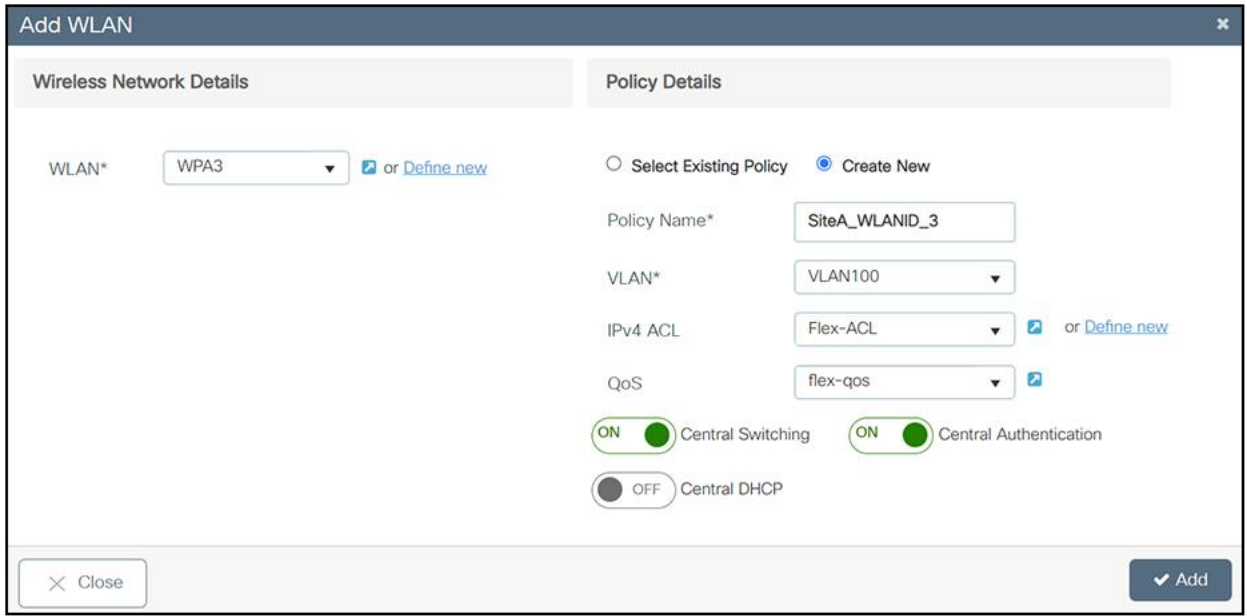 Add WLAN
Wireless Network Details
Policy Details
WLAN* WPA3 or Define new
Select Existing Policy Create New
Policy Name* SiteA_WLANID_3
VLAN* VLAN100
IPv4 ACL Flex-ACL or Define new
QoS flex-qos
ON Central Switching ON Central Authentication
OFF Central DHCP
Close
Add